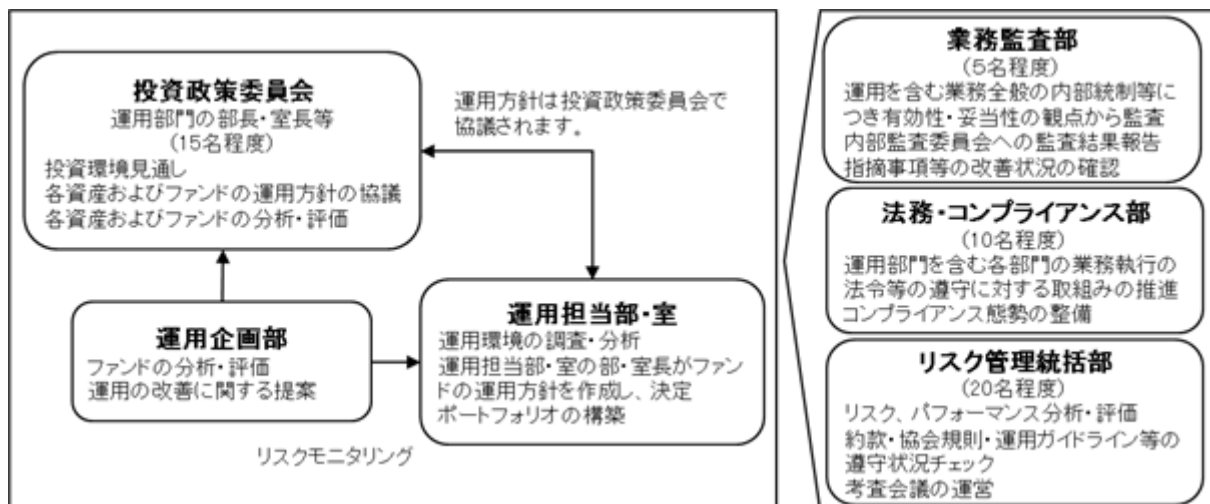 投資政策委員会
運用部門の部長・室長等
(15名程度)
投資環境見通し
各資産およびファンドの運用方針の協議
各資産およびファンドの分析・評価
運用方針は投資政策委員会で
協議されます。
運用企画部
ファンドの分析・評価
運用の改善に関する提案
運用担当部・室
運用環境の調査・分析
運用担当部・室の部・室長がファン
ドの運用方針を作成し、決定
ポートフォリオの構築
リスクモニタリング
業務監査部
(5名程度)
運用を含む業務全般の内部統制等に
つき有効性・妥当性の観点から監査
内部監査委員会への監査結果報告
指摘事項等の改善状況の確認
法務・コンプライアンス部
(10名程度)
運用部門を含む各部門の業務執行の
法令等の遵守に対する取組みの推進
コンプライアンス態勢の整備
リスク管理統括部
(20名程度)
リスク、パフォーマンス分析・評価
約款・協会規則・運用ガイドライン等の
遵守状況チェック
考査会議の運営